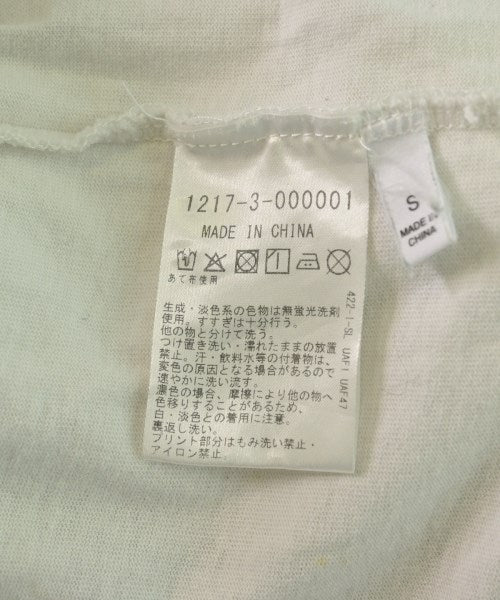 1217-3-000001
MADE IN CHINA
あて布使用
生成・淡色系の色物は無蛍光洗剤
使用。すすぎは十分行う。
他の物と分けて洗う。
つけ置き洗い・濡れたままの放置
禁止。汗・飲料水等の付着物は、
変色の原因となる場合があるので
速やかに洗い流す。
濃色の場合、摩擦により他の物へ
色移りすることがあるため、
白・淡色との着用に注意。
裏返し洗い。
プリント部分はもみ洗い禁止・
アイロン禁止。
422-I-SL UAF1 UAF47
S
MADE IN
CHINA